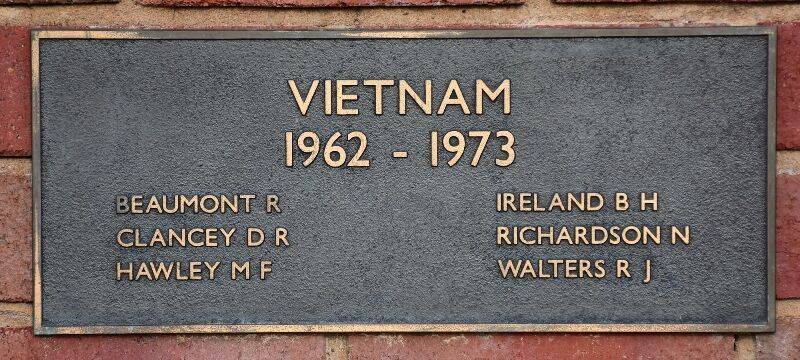 VIETNAM
1962 - 1973
BEAUMONT R
CLANCEY D R
HAWLEY M F
IRELAND B H
RICHARDSON N
WALTERS R J